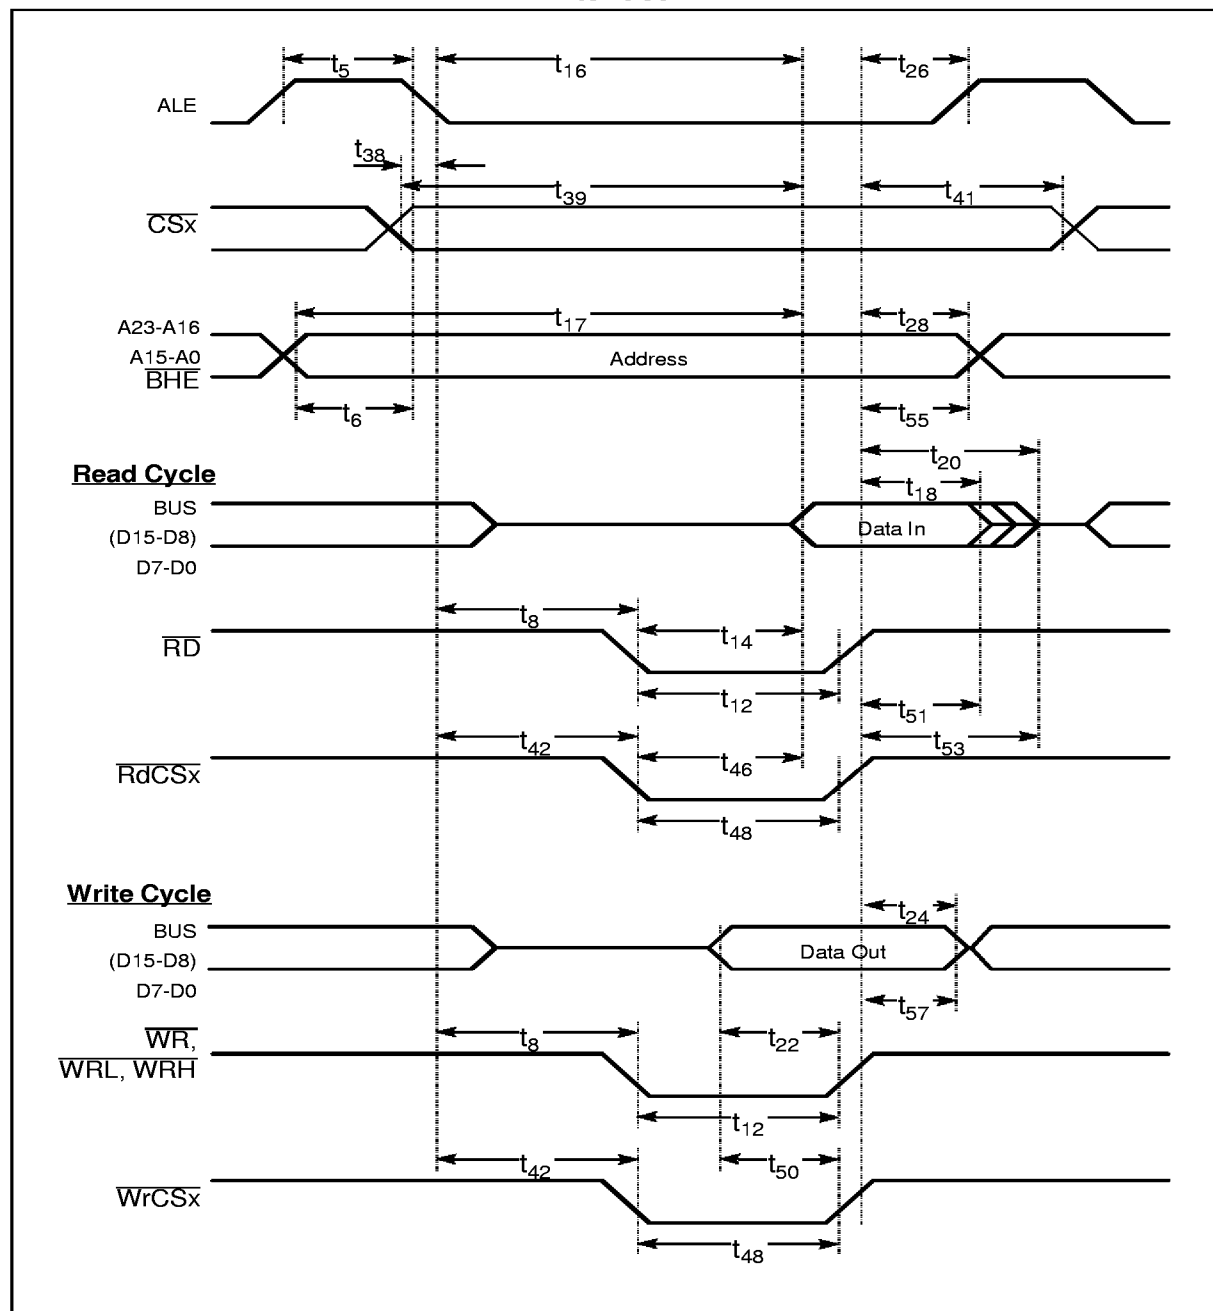 t5 t16 t26
ALE
t38
t39 t41
CSx
t17 t28
A23-A16
A15-A0
BHE
Address
t6 t55
t20
Read Cycle
t18
BUS
(D15-D8)
D7-D0
Data In
t8
t14
RD
t12 t51
t42 t46 t53
RdCSx
t48
Write Cycle
t24
BUS
(D15-D8)
D7-D0
Data Out
t57
t8 t22
WR,
WRL, WRH
t12
t42 t50
WrCSx
t48